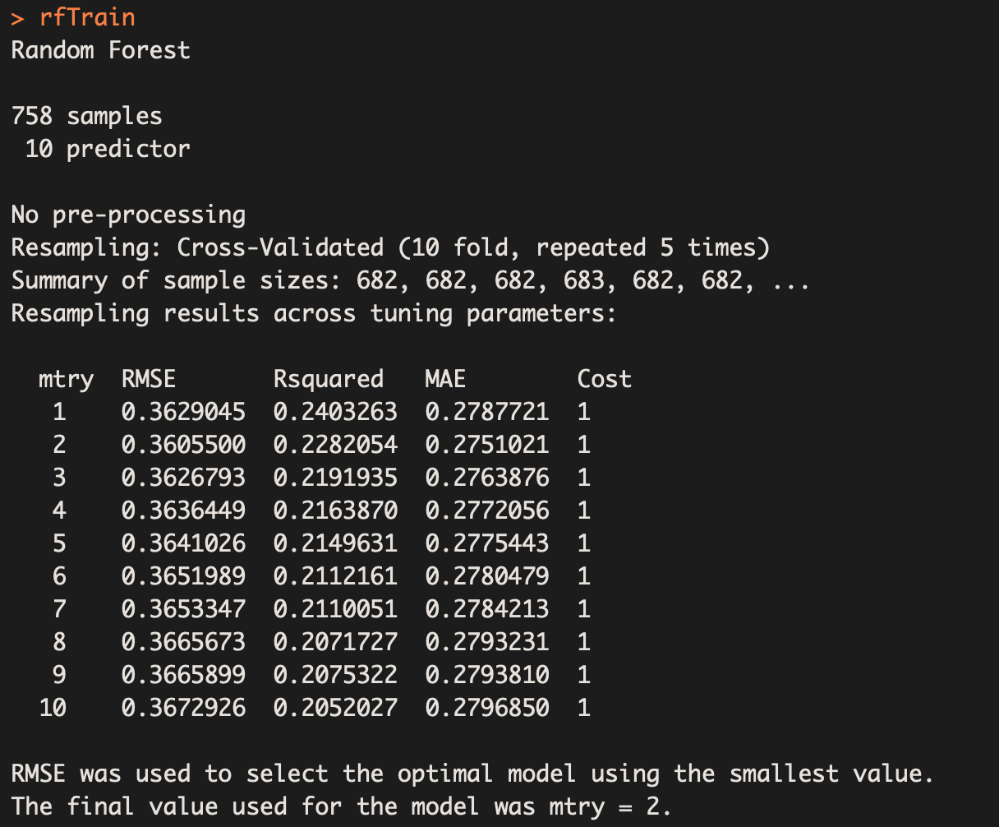 > rfTrain
Random Forest

758 samples
 10 predictor

No pre-processing
Resampling: Cross-Validated (10 fold, repeated 5 times)
Summary of sample sizes: 682, 682, 682, 683, 682, 682, ...
Resampling results across tuning parameters:

  mtry  RMSE       Rsquared   MAE        Cost
   1    0.3629045  0.2403263  0.2787721  1
   2    0.3605500  0.2282054  0.2751021  1
   3    0.3626793  0.2191935  0.2763876  1
   4    0.3636449  0.2163870  0.2772056  1
   5    0.3641026  0.2149631  0.2775443  1
   6    0.3651989  0.2112161  0.2780479  1
   7    0.3653347  0.2110051  0.2784213  1
   8    0.3665673  0.2071727  0.2793231  1
   9    0.3665899  0.2075322  0.2793810  1
  10    0.3672926  0.2052027  0.2796850  1

RMSE was used to select the optimal model using the smallest value.
The final value used for the model was mtry = 2.